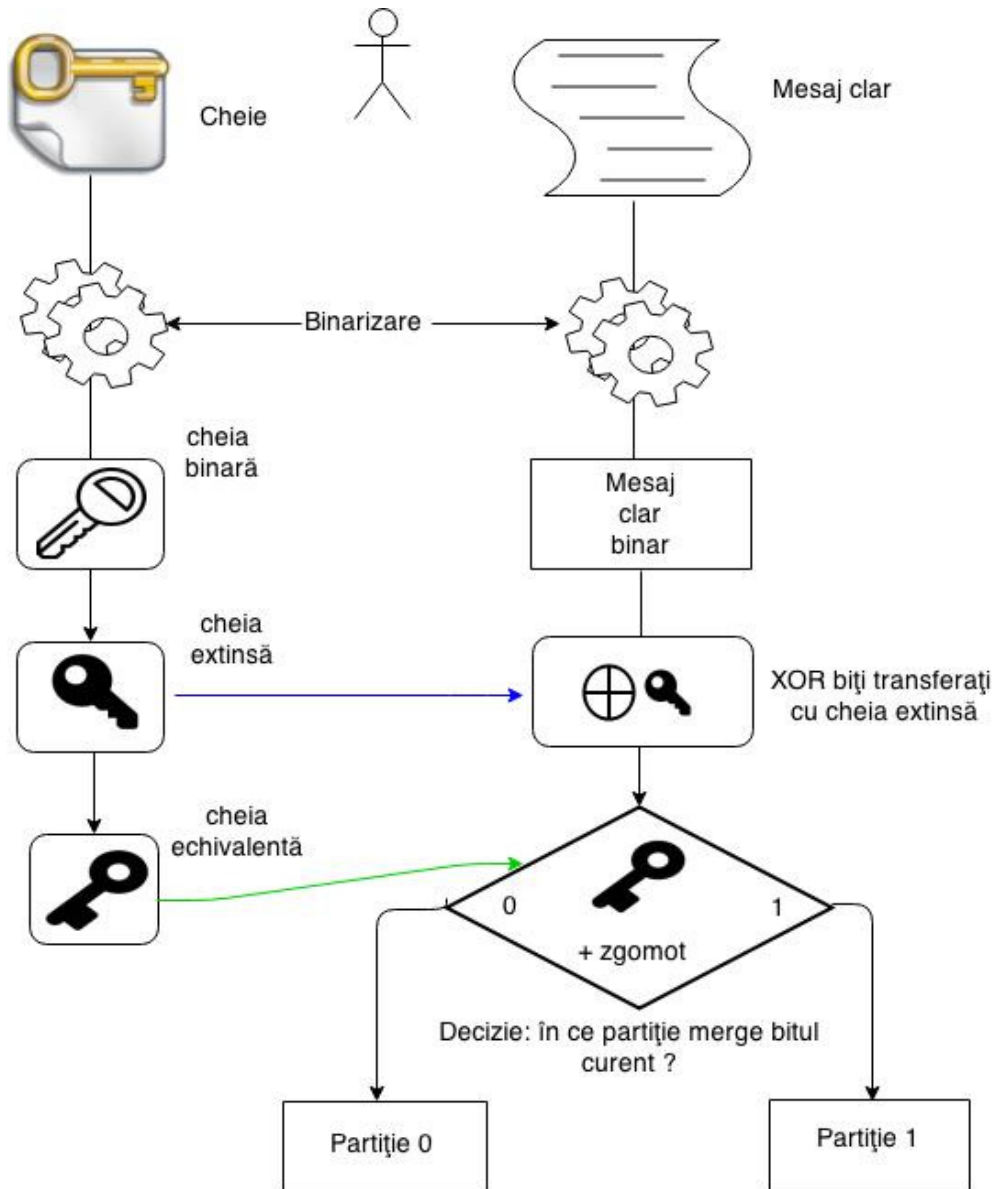 Cheie
Mesaj clar
Binarizare
cheia
binară
Mesaj
clar
binar
cheia
extinsă
XOR biţi transferaţi
cu cheia extinsă
cheia
echivalentă
0
1
+ zgomot
Decizie: în ce partiţie merge bitul
curent ?
Partiţie 0
Partiţie 1